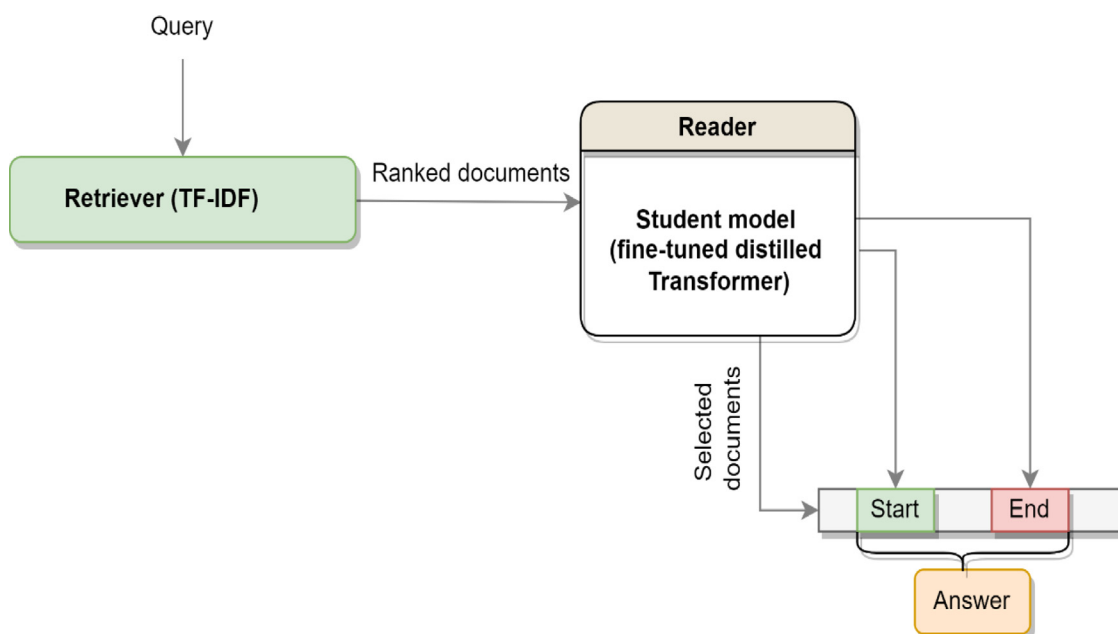 Query
Retriever (TF-IDF)
Ranked documents
Reader
Student model
(fine-tuned distilled
Transformer)
Selected
documents
Start
End
Answer